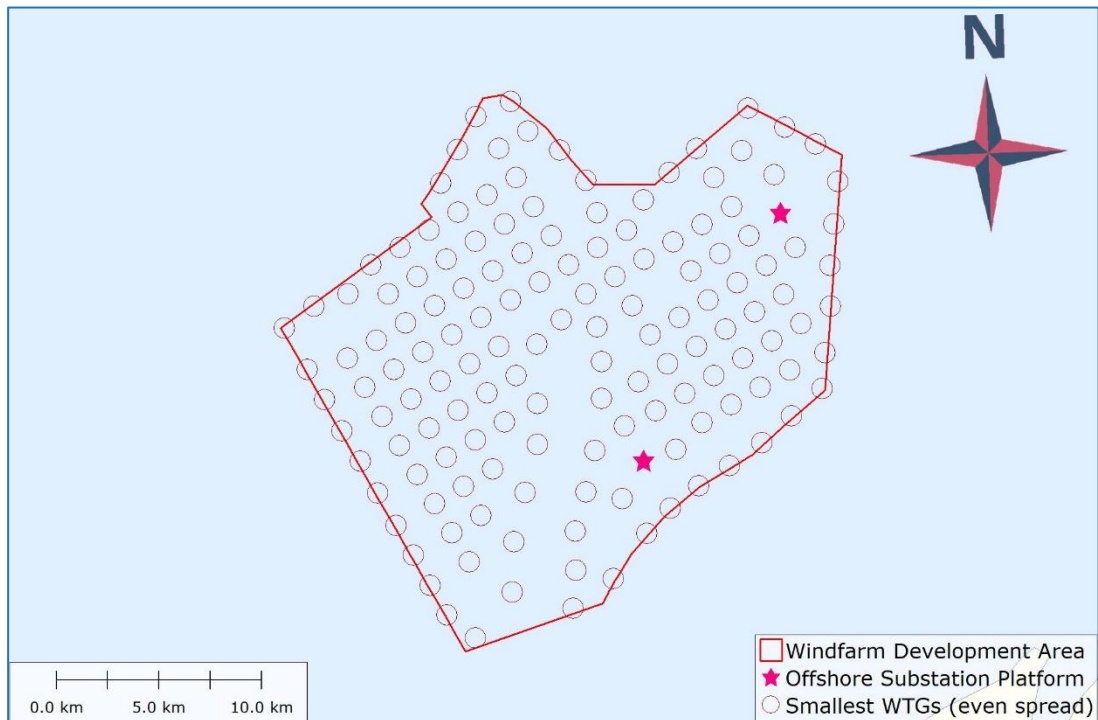 N
0.0 km 5.0 km 10.0 km
Windfarm Development Area
Offshore Substation Platform
Smallest WTGs (even spread)